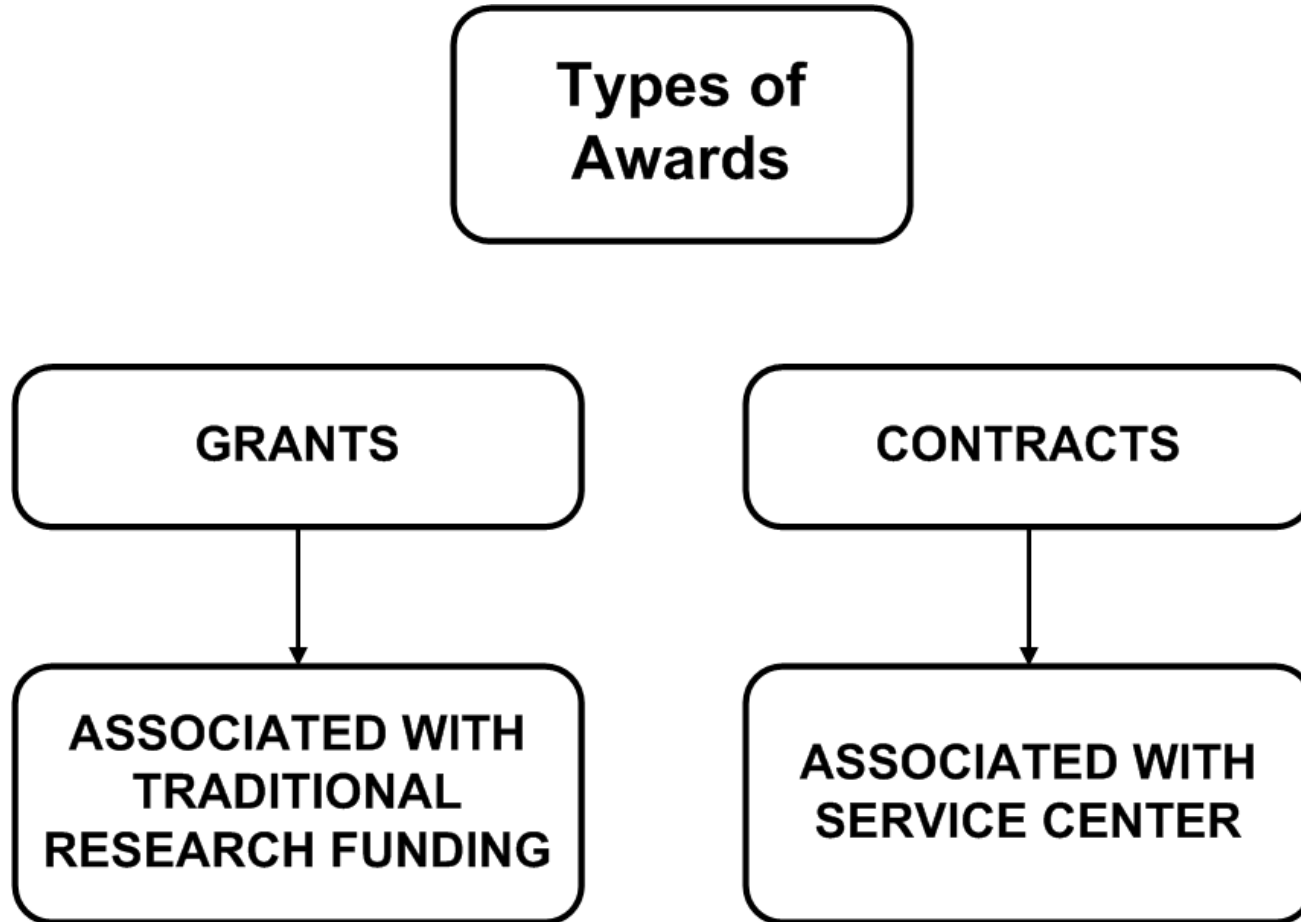 Types of
Awards
GRANTS
CONTRACTS
ASSOCIATED WITH
TRADITIONAL
RESEARCH FUNDING
ASSOCIATED WITH
SERVICE CENTER